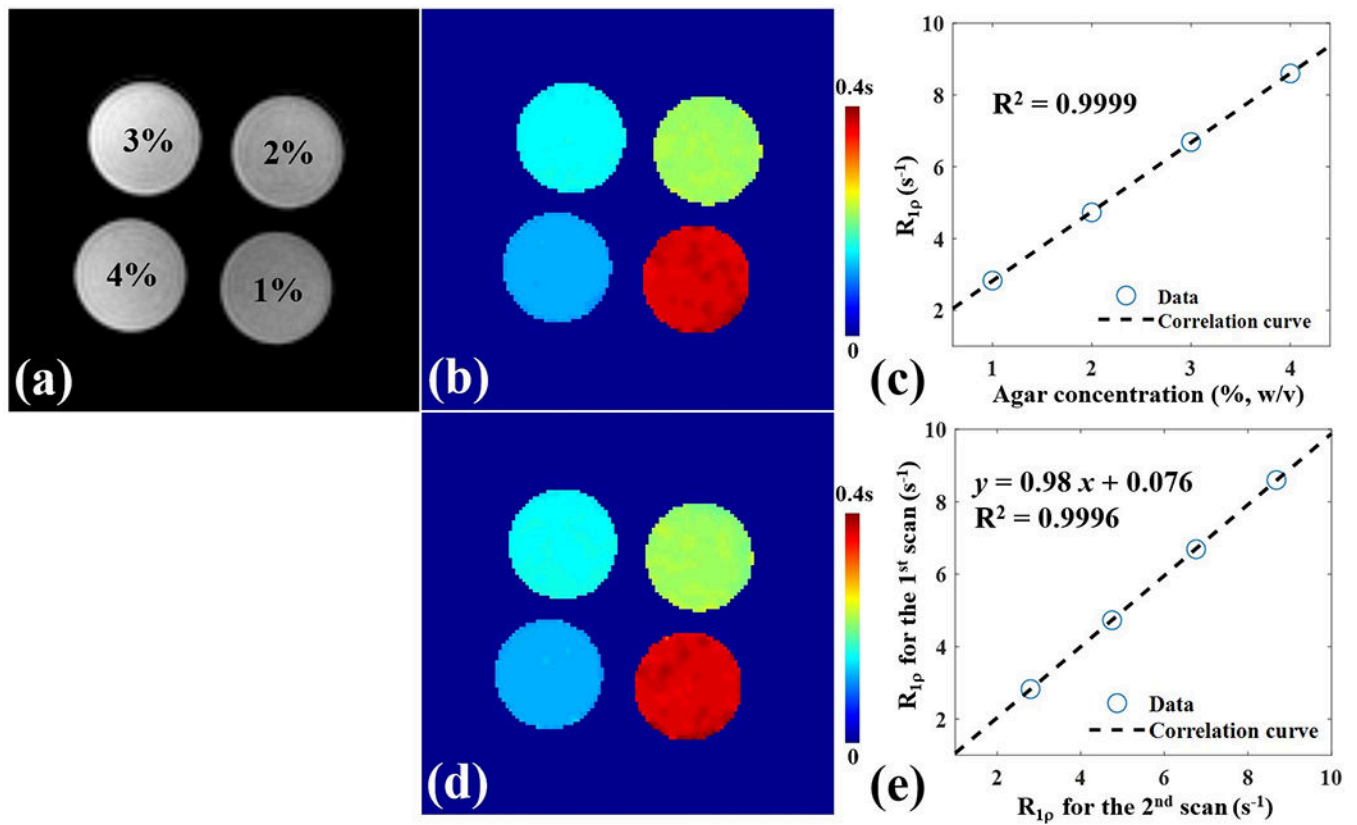 3%
2%
4%
1%
(a)
0.4s
0
(b)
10
8
6
4
2
R₁ρ (s⁻¹)
R² = 0.9999
Data
Correlation curve
1 2 3 4
Agar concentration (%, w/v)
(c)
0.4s
0
(d)
10
8
6
4
2
R₁ρ for the 1ˢᵗ scan (s⁻¹)
y = 0.98 x + 0.076
R² = 0.9996
Data
Correlation curve
2 4 6 8 10
R₁ρ for the 2ⁿᵈ scan (s⁻¹)
(e)